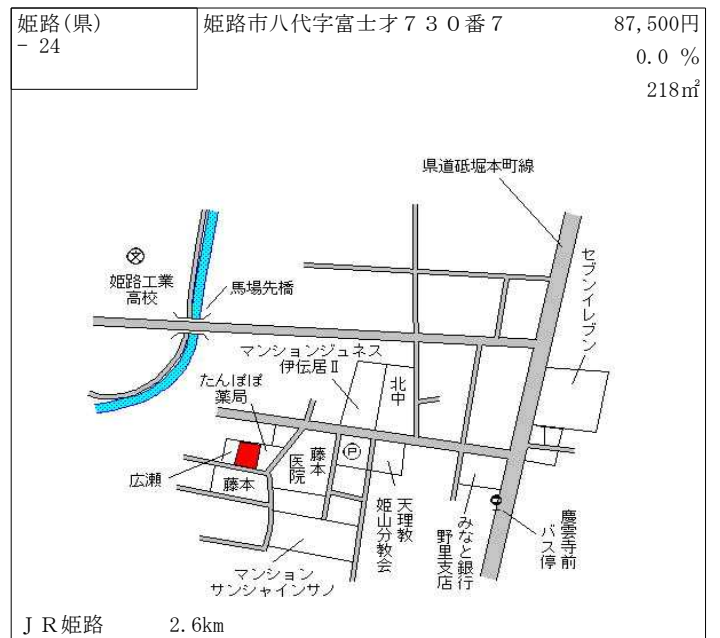 姫路(県)
- 24
姫路市八代字富士才７３０番７
87,500円
0.0 %
218㎡
県道砥堀本町線
セブンイレブン
姫路工業
高校
馬場先橋
マンションジュネス
伊伝居Ⅱ
北中
たんぽぽ
薬局
広瀬
藤本
藤本
医院
Ｐ
天理教
姫山分教会
みなと銀行
野里支店
慶雲寺前
バス停
マンション
サンシャインサノ
ＪＲ姫路 2.6km